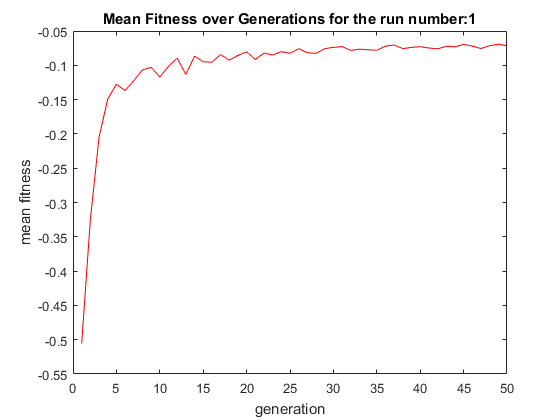 Mean Fitness over Generations for the run number:1
-0.05
-0.1
-0.15
-0.2
-0.25
-0.3
-0.35
-0.4
-0.45
-0.5
-0.55
mean fitness
0 5 10 15 20 25 30 35 40 45 50
generation